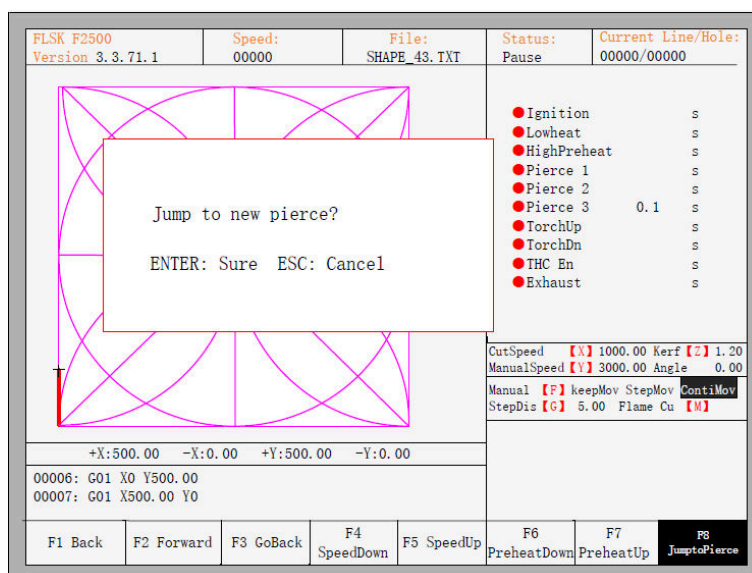 FLSK F2500
Version 3.3.71.1
Speed:
00000
File:
SHAPE_43.TXT
Status:
Pause
Current Line/Hole:
00000/00000
Jump to new pierce?
ENTER: Sure ESC: Cancel
Ignition s
Lowheat s
HighPreheat s
Pierce 1 s
Pierce 2 s
Pierce 3 0.1 s
TorchUp s
TorchDn s
THC En s
Exhaust s
CutSpeed 【X】 1000.00 Kerf 【Z】 1.20
ManualSpeed 【Y】 3000.00 Angle 0.00
Manual 【F】 keepMov StepMov ContiMov
StepDis 【G】 5.00 Flame Cu 【M】
+X:500.00 -X:0.00 +Y:500.00 -Y:0.00
00006: G01 X0 Y500.00
00007: G01 X500.00 Y0
F1 Back
F2 Forward
F3 GoBack
F4
SpeedDown
F5 SpeedUp
F6
PreheatDown
F7
PreheatUp
F8
JumptoPierce